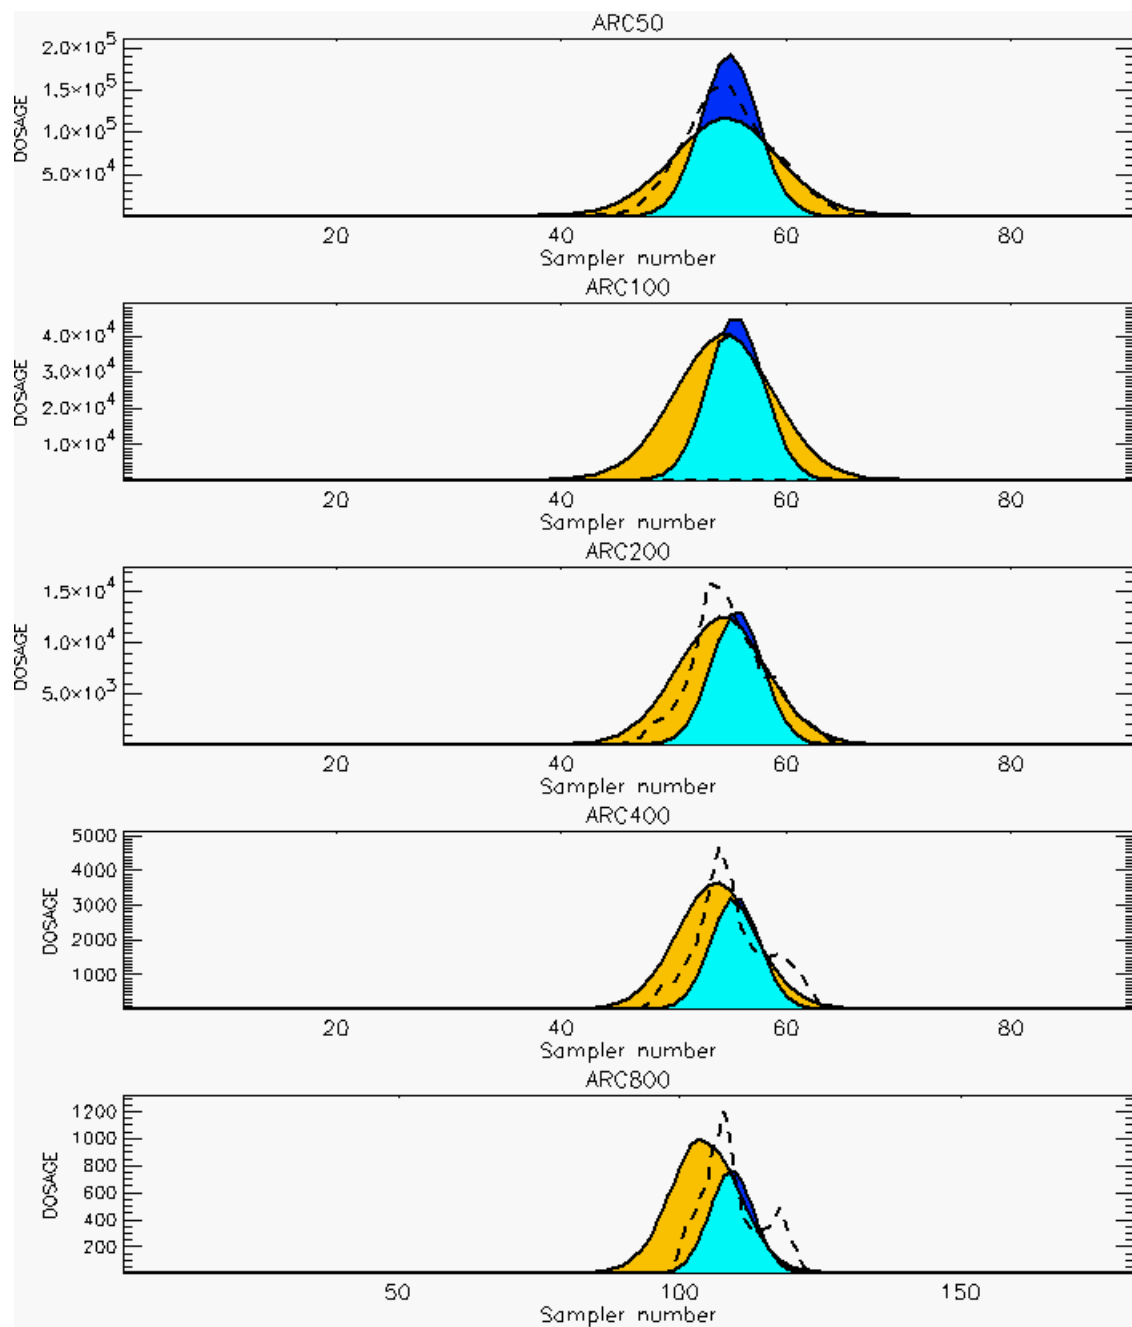 ARC50
2.0×10⁵
1.5×10⁵
1.0×10⁵
5.0×10⁴
DOSAGE
20 40 60 80
Sampler number
ARC100
4.0×10⁴
3.0×10⁴
2.0×10⁴
1.0×10⁴
DOSAGE
20 40 60 80
Sampler number
ARC200
1.5×10⁴
1.0×10⁴
5.0×10³
DOSAGE
20 40 60 80
Sampler number
ARC400
5000
4000
3000
2000
1000
DOSAGE
20 40 60 80
Sampler number
ARC800
1200
1000
800
600
400
200
DOSAGE
50 100 150
Sampler number